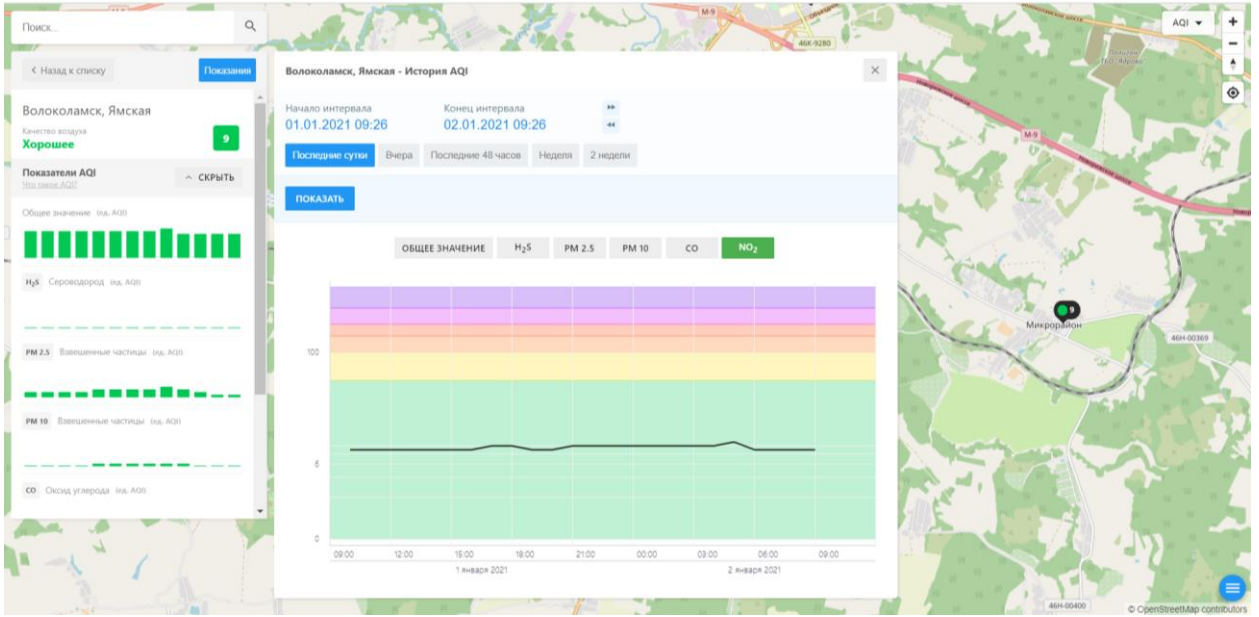 Поиск...
< Назад к списку
Показания
Волоколамск, Ямская
Качество воздуха
Хорошее
9
Показатели AQI
Что такое AQI?
СКРЫТЬ
Общее значение (ед. AQI)
H₂S Сероводород (ед. AQI)
PM 2.5 Взвешенные частицы (ед. AQI)
PM 10 Взвешенные частицы (ед. AQI)
CO Оксид углерода (ед. AQI)
Волоколамск, Ямская - История AQI
Начало интервала
Конец интервала
01.01.2021 09:26
02.01.2021 09:26
Последние сутки
Вчера
Последние 48 часов
Неделя
2 недели
ПОКАЗАТЬ
ОБЩЕЕ ЗНАЧЕНИЕ
H₂S
PM 2.5
PM 10
CO
NO₂
100
5
0
09:00 12:00 15:00 18:00 21:00 00:00 03:00 06:00 09:00
1 января 2021
2 января 2021
M-9
46К-9280
AQI
M-9
9
Микрорайон
46Н-00369
46Н-00400
© OpenStreetMap contributors